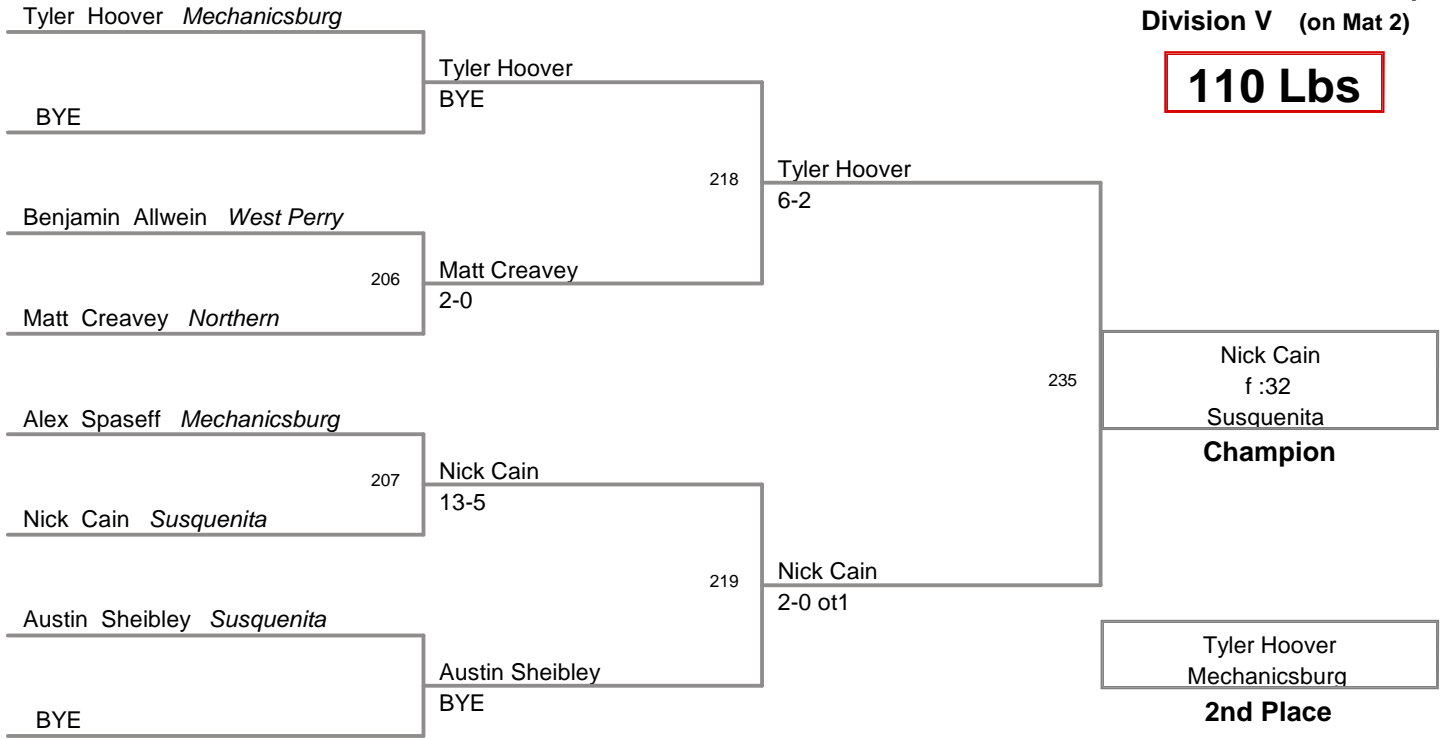 Tyler Hoover Mechanicsburg
Division V (on Mat 2)
110 Lbs
Tyler Hoover
BYE
BYE
218
Tyler Hoover
6-2
Benjamin Allwein West Perry
206
Matt Creavey
2-0
Matt Creavey Northern
235
Nick Cain
f :32
Susquenita
Champion
Alex Spaseff Mechanicsburg
207
Nick Cain
13-5
Nick Cain Susquenita
219
Nick Cain
2-0 ot1
Austin Sheibley Susquenita
Austin Sheibley
BYE
BYE
Tyler Hoover
Mechanicsburg
2nd Place